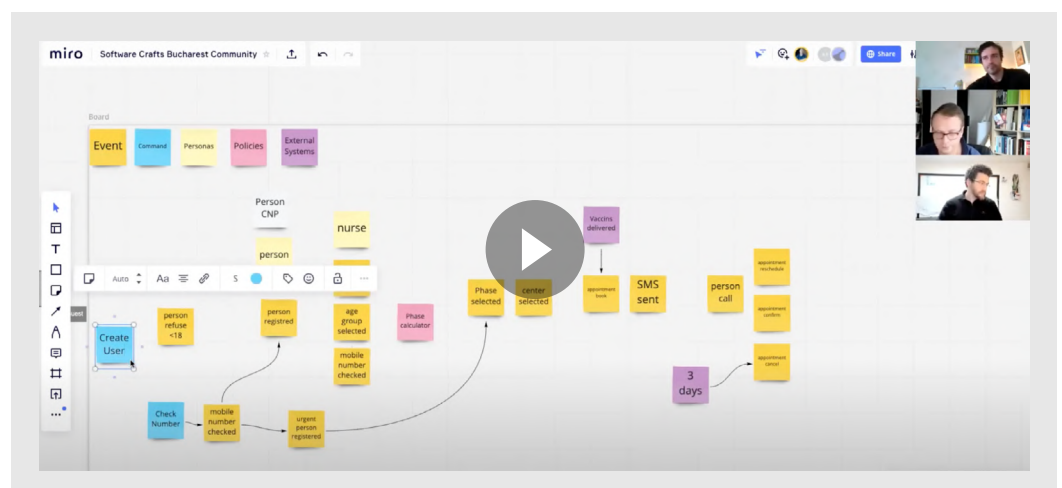 miro
Software Crafts Bucharest Community
Share
Board
Event
Command
Personas
Policies
External
Systems
Person
CNP
nurse
person
Vaccins
delivered
Auto
Aa
S
uest
Create
User
person
refuse
<18
person
registred
age
group
selected
Phase
calculator
mobile
number
checked
Phase
selected
center
selected
appointment
book
SMS
sent
person
call
appointment
reschedule
appointment
confirm
appointment
cancel
3
days
Check
Number
mobile
number
checked
urgent
person
registered